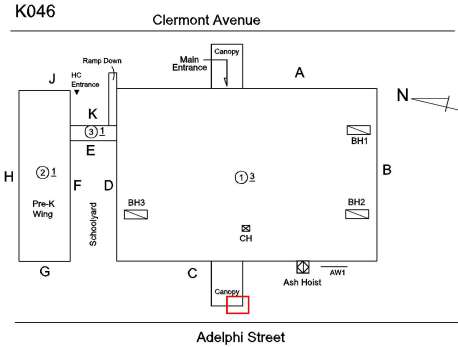 K046
Clermont Avenue
Canopy
Ramp Down
Main
Entrance
A
J
HC
Entrance
N
K
3 1
BH1
E
H
2 1
F
D
1 3
B
Pre-K
Wing
Schoolyard
BH3
BH2
CH
G
C
Canopy
Ash Hoist
AW1
Adelphi Street